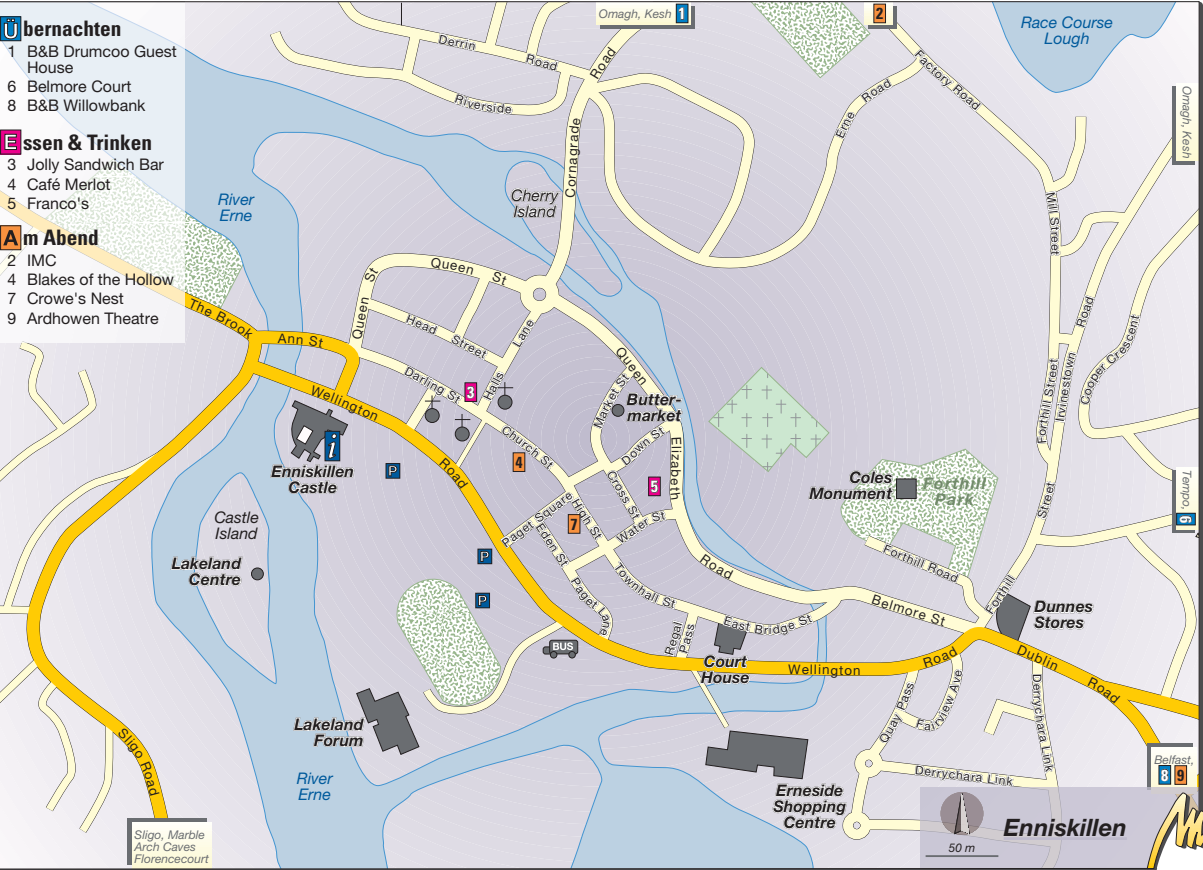 Übernachten
1 B&B Drumcoo Guest
House
6 Belmore Court
8 B&B Willowbank
Essen & Trinken
3 Jolly Sandwich Bar
4 Café Merlot
5 Franco's
Am Abend
2 IMC
4 Blakes of the Hollow
7 Crowe's Nest
9 Ardhowen Theatre
Omagh, Kesh 1
2
Race Course
Lough
Omagh, Kesh
Derrin Road
Riverside
Cornagrade Road
Erne Road
Factory Road
Mill Street
River
Erne
Cherry
Island
The Brook
Ann St
Queen St
Queen St
Head Street
Halls Lane
Darling St
3
Wellington Road
Church St
4
Queen Elizabeth Road
Market St
Butter-
market
Down St
Cross St
5
Water St
High St
7
Paget Square
Eden St
Paget Lane
Townhall St
East Bridge St
Regal
Pass
Belmore St
Forthill Street
Irvinestown Road
Cooper Crescent
Coles
Monument
Forthill
Park
Forthill Road
Forthill Street
Tempo,
6
i
Enniskillen
Castle
P
P
P
Castle
Island
Lakeland
Centre
BUS
Court
House
Wellington Road
Dunnes
Stores
Dublin Road
Quay Pass
Fairview Ave
Derrychara Link
Derrychara Link
Lakeland
Forum
Erneside
Shopping
Centre
River
Erne
Sligo Road
Sligo, Marble
Arch Caves
Florencecourt
Belfast,
8 9
50 m
Enniskillen